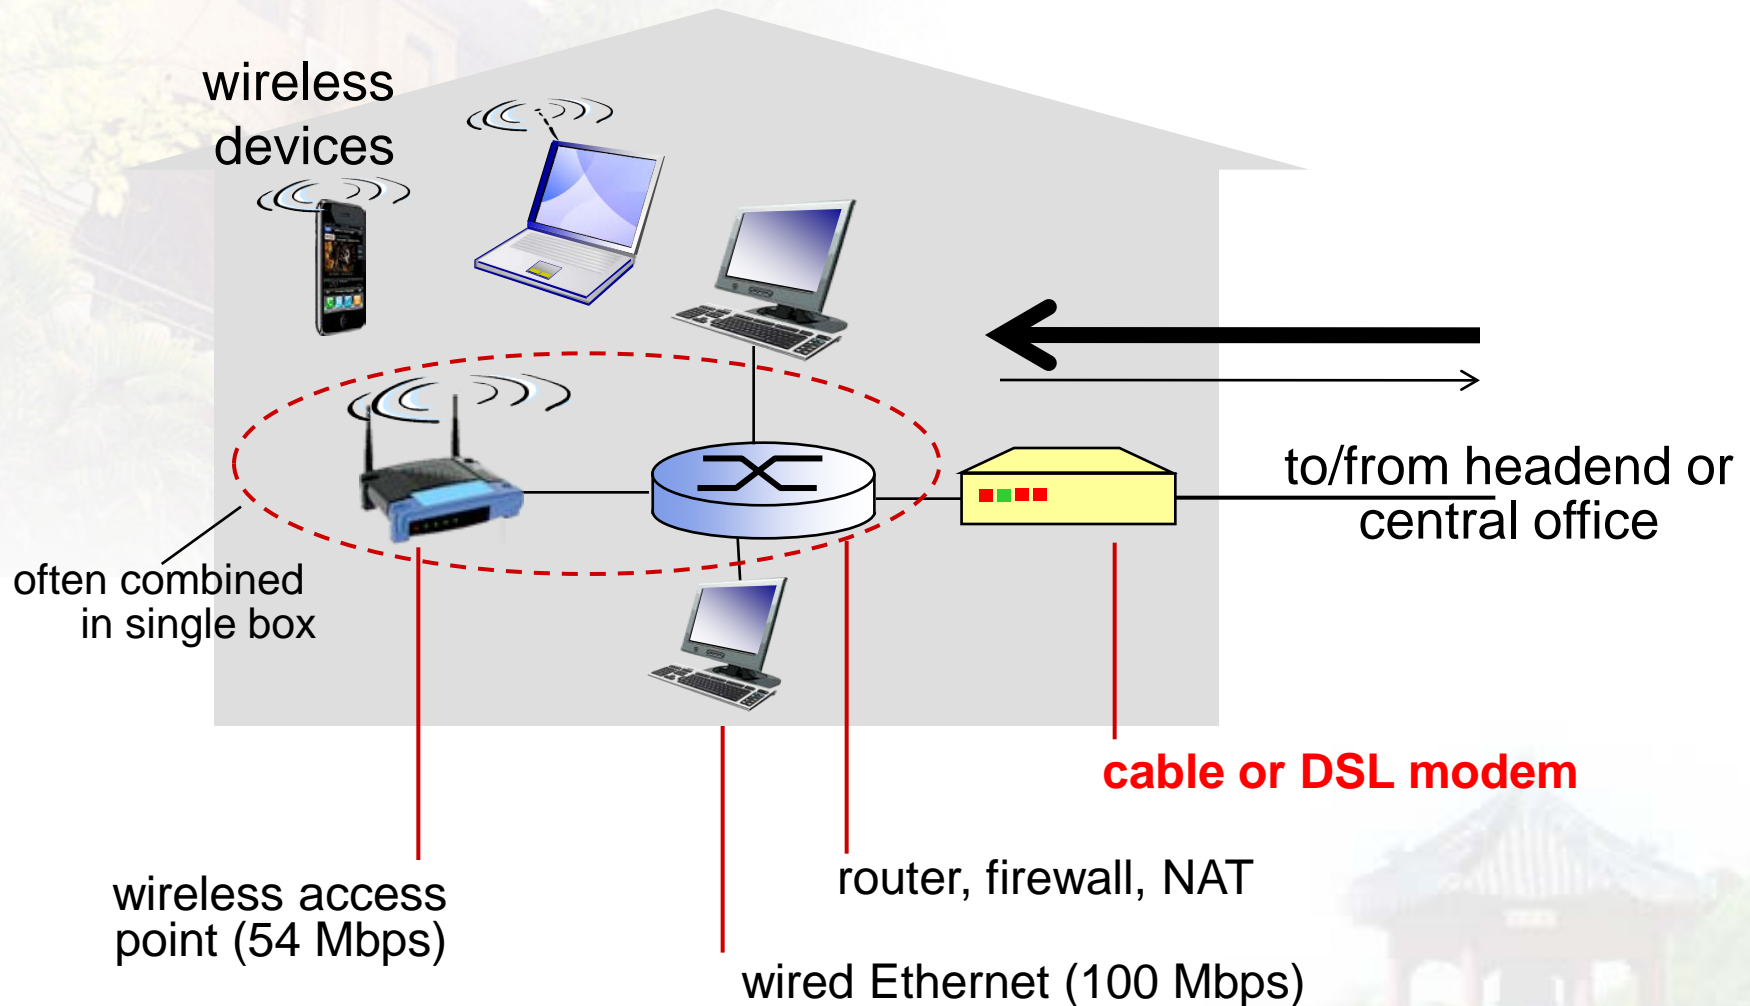 wireless
devices
to/from headend or
central office
often combined
in single box
cable or DSL modem
router, firewall, NAT
wireless access
point (54 Mbps)
wired Ethernet (100 Mbps)